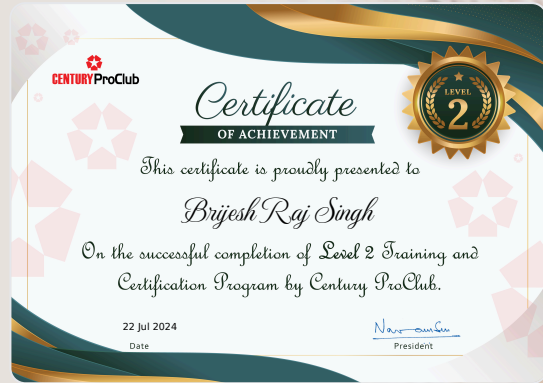 CENTURY ProClub
LEVEL
2
Certificate
OF ACHIEVEMENT
This certificate is proudly presented to
Brijesh Raj Singh
On the successful completion of Level 2 Training and
Certification Program by Century ProClub.
22 Jul 2024
Date
President